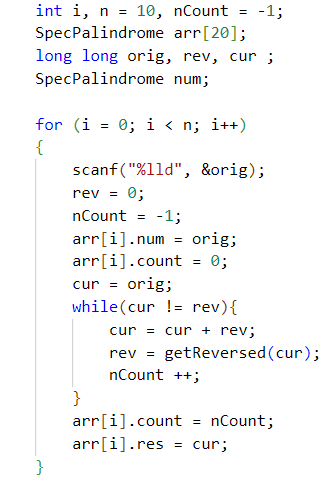 int i, n = 10, nCount = -1;
SpecPalindrome arr[20];
long long orig, rev, cur ;
SpecPalindrome num;

for (i = 0; i < n; i++)
{
    scanf("%lld", &orig);
    rev = 0;
    nCount = -1;
    arr[i].num = orig;
    arr[i].count = 0;
    cur = orig;
    while(cur != rev){
        cur = cur + rev;
        rev = getReversed(cur);
        nCount ++;
    }
    arr[i].count = nCount;
    arr[i].res = cur;
}